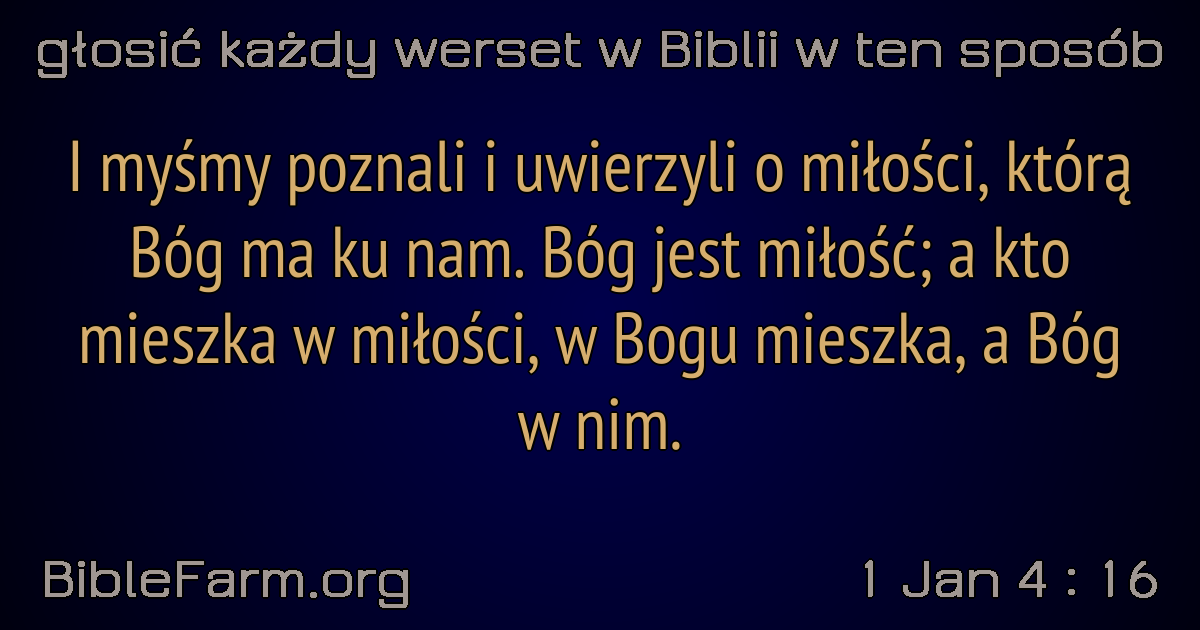 głosić każdy werset w Biblii w ten sposób
I myśmy poznali i uwierzyli o miłości, którą
Bóg ma ku nam. Bóg jest miłość; a kto
mieszka w miłości, w Bogu mieszka, a Bóg
w nim.
BibleFarm.org
1 Jan 4 : 16